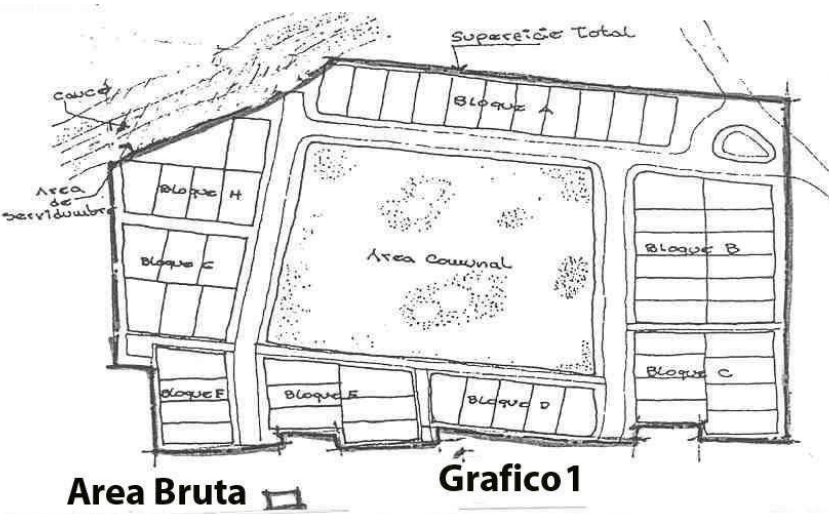 Superficie Total
Cauce
Bloque A
Area
de
Servidumbre
Bloque H
Bloque G
Area Comunal
Bloque B
Bloque F
Bloque E
Bloque D
Bloque C
Area Bruta
Grafico 1